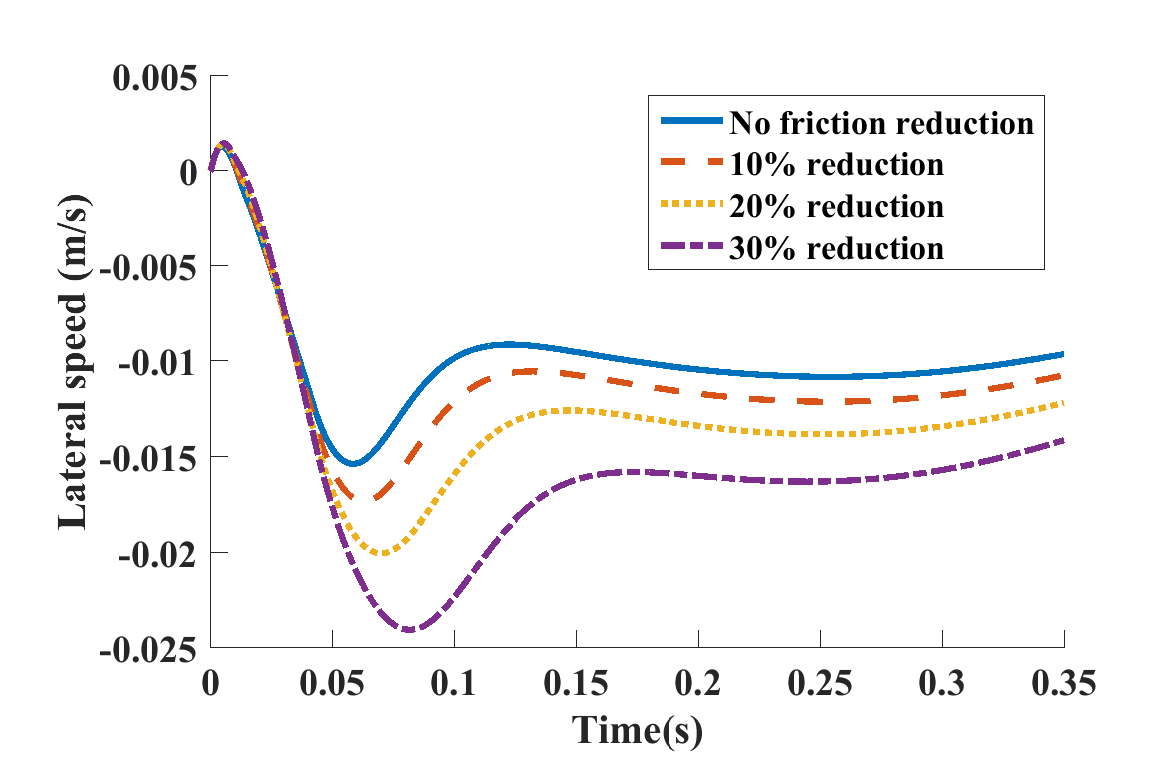 0.005
0
-0.005
-0.01
-0.015
-0.02
-0.025
Lateral speed (m/s)
No friction reduction
10% reduction
20% reduction
30% reduction
0 0.05 0.1 0.15 0.2 0.25 0.3 0.35
Time(s)